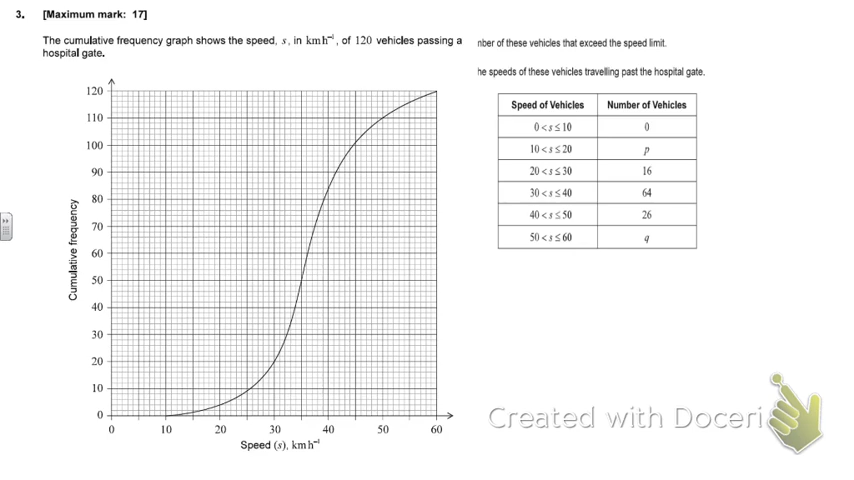 3. [Maximum mark: 17]
The cumulative frequency graph shows the speed, s, in km h⁻¹, of 120 vehicles passing a
hospital gate.
nber of these vehicles that exceed the speed limit.
he speeds of these vehicles travelling past the hospital gate.
120
110
100
90
80
70
60
50
40
30
20
10
0
Cumulative frequency
0 10 20 30 40 50 60
Speed (s), km h⁻¹
Speed of Vehicles Number of Vehicles
0 < s ≤ 10 0
10 < s ≤ 20 p
20 < s ≤ 30 16
30 < s ≤ 40 64
40 < s ≤ 50 26
50 < s ≤ 60 q
Created with Doceri